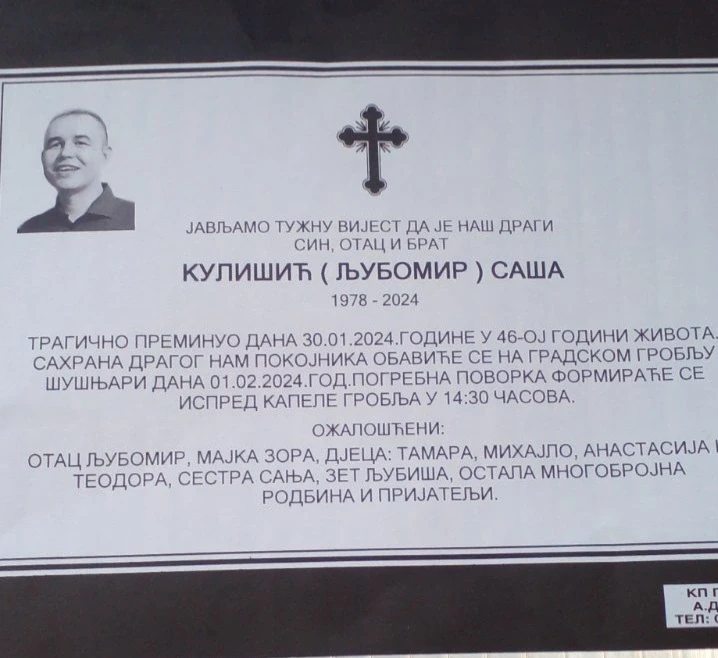 ЈАВЉАМО ТУЖНУ ВИЈЕСТ ДА ЈЕ НАШ ДРАГИ
СИН, ОТАЦ И БРАТ
КУЛИШИЋ ( ЉУБОМИР ) САША
1978 - 2024
ТРАГИЧНО ПРЕМИНУО ДАНА 30.01.2024.ГОДИНЕ У 46-ОЈ ГОДИНИ ЖИВОТА.
САХРАНА ДРАГОГ НАМ ПОКОЈНИКА ОБАВИЋЕ СЕ НА ГРАДСКОМ ГРОБЉУ
ШУШЊАРИ ДАНА 01.02.2024.ГОД.ПОГРЕБНА ПОВОРКА ФОРМИРАЋЕ СЕ
ИСПРЕД КАПЕЛЕ ГРОБЉА У 14:30 ЧАСОВА.
ОЖАЛОШЋЕНИ:
ОТАЦ ЉУБОМИР, МАЈКА ЗОРА, ДЈЕЦА: ТАМАРА, МИХАЈЛО, АНАСТАСИЈА
ТЕОДОРА, СЕСТРА САЊА, ЗЕТ ЉУБИША, ОСТАЛА МНОГОБРОЈНА
РОДБИНА И ПРИЈАТЕЉИ.
КП
ТЕЛ: